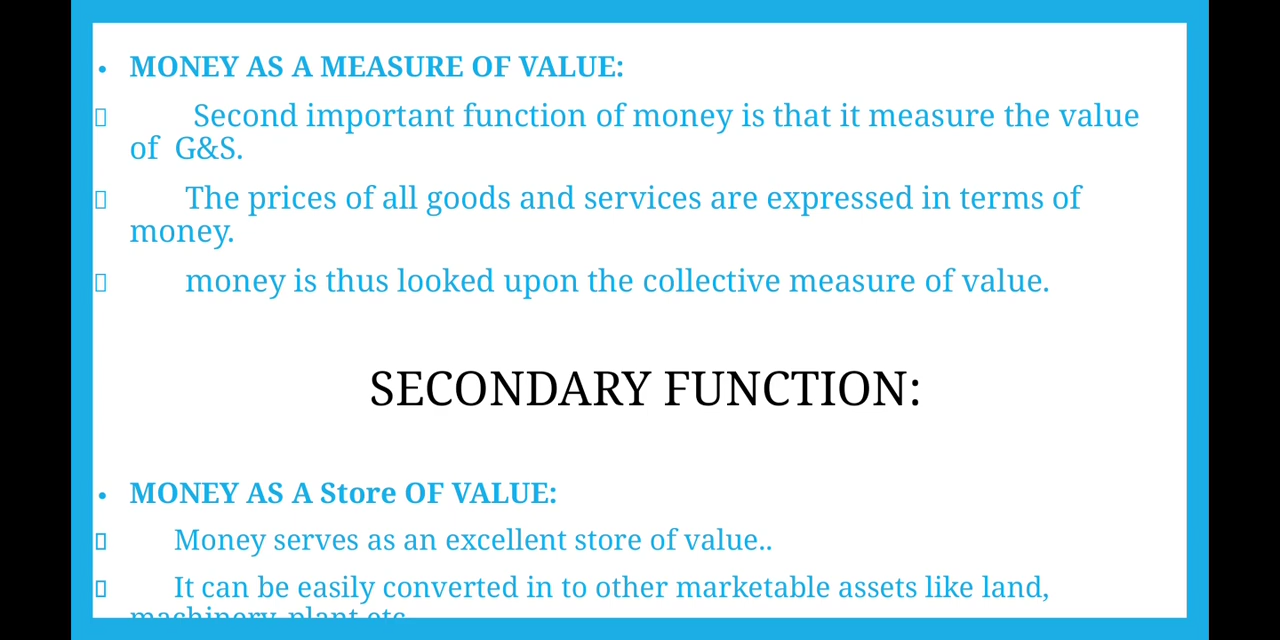 • MONEY AS A MEASURE OF VALUE:
Second important function of money is that it measure the value
of G&S.
The prices of all goods and services are expressed in terms of
money.
money is thus looked upon the collective measure of value.
SECONDARY FUNCTION:
• MONEY AS A Store OF VALUE:
Money serves as an excellent store of value..
It can be easily converted in to other marketable assets like land,
machinery, plant etc